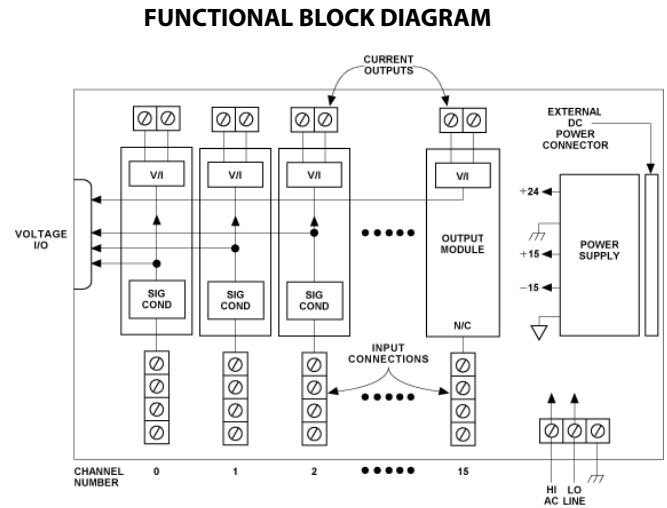 FUNCTIONAL BLOCK DIAGRAM
CURRENT
OUTPUTS
EXTERNAL
DC
POWER
CONNECTOR
V/I
V/I
V/I
V/I
+24
VOLTAGE
I/O
OUTPUT
MODULE
POWER
SUPPLY
+15
−15
SIG
COND
SIG
COND
SIG
COND
N/C
INPUT
CONNECTIONS
CHANNEL
NUMBER
0
1
2
15
HI
AC
LO
LINE